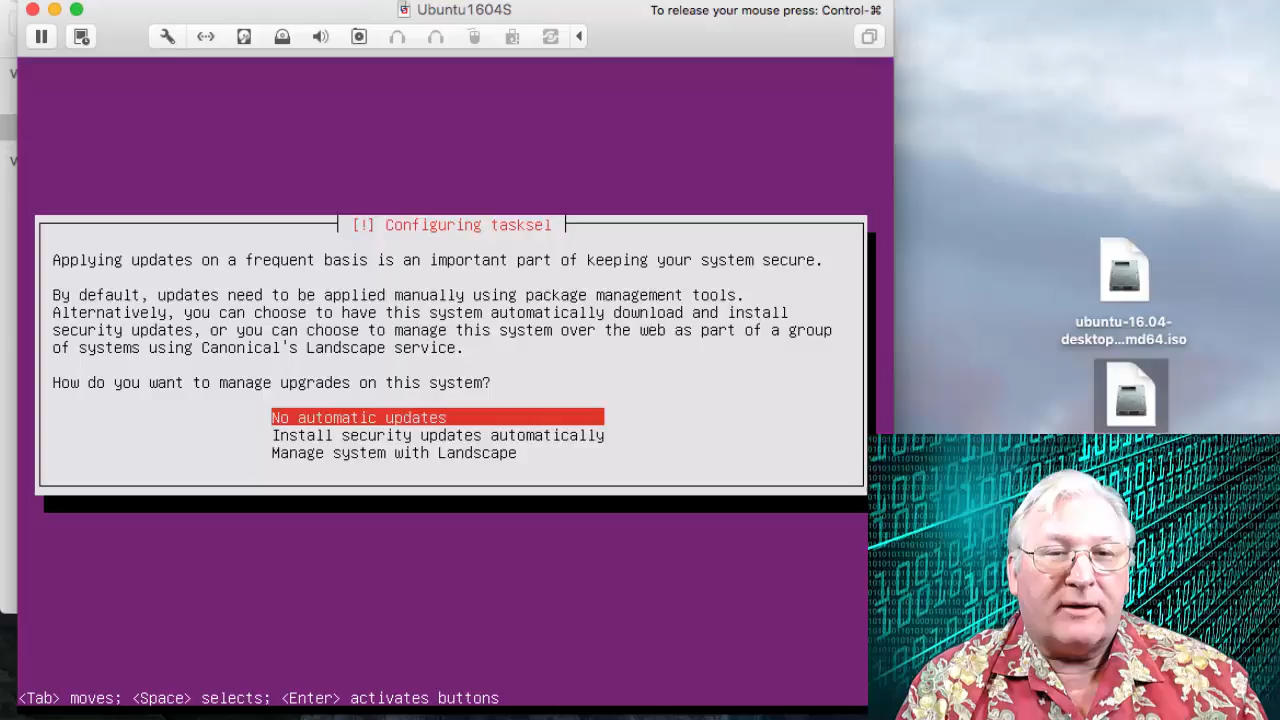 Ubuntu1604S
To release your mouse press: Control-⌘
[!] Configuring tasksel
Applying updates on a frequent basis is an important part of keeping your system secure.
By default, updates need to be applied manually using package management tools.
Alternatively, you can choose to have this system automatically download and install
security updates, or you can choose to manage this system over the web as part of a group
of systems using Canonical's Landscape service.
How do you want to manage upgrades on this system?
No automatic updates
Install security updates automatically
Manage system with Landscape
<Tab> moves; <Space> selects; <Enter> activates buttons
ubuntu-16.04-
desktop...md64.iso